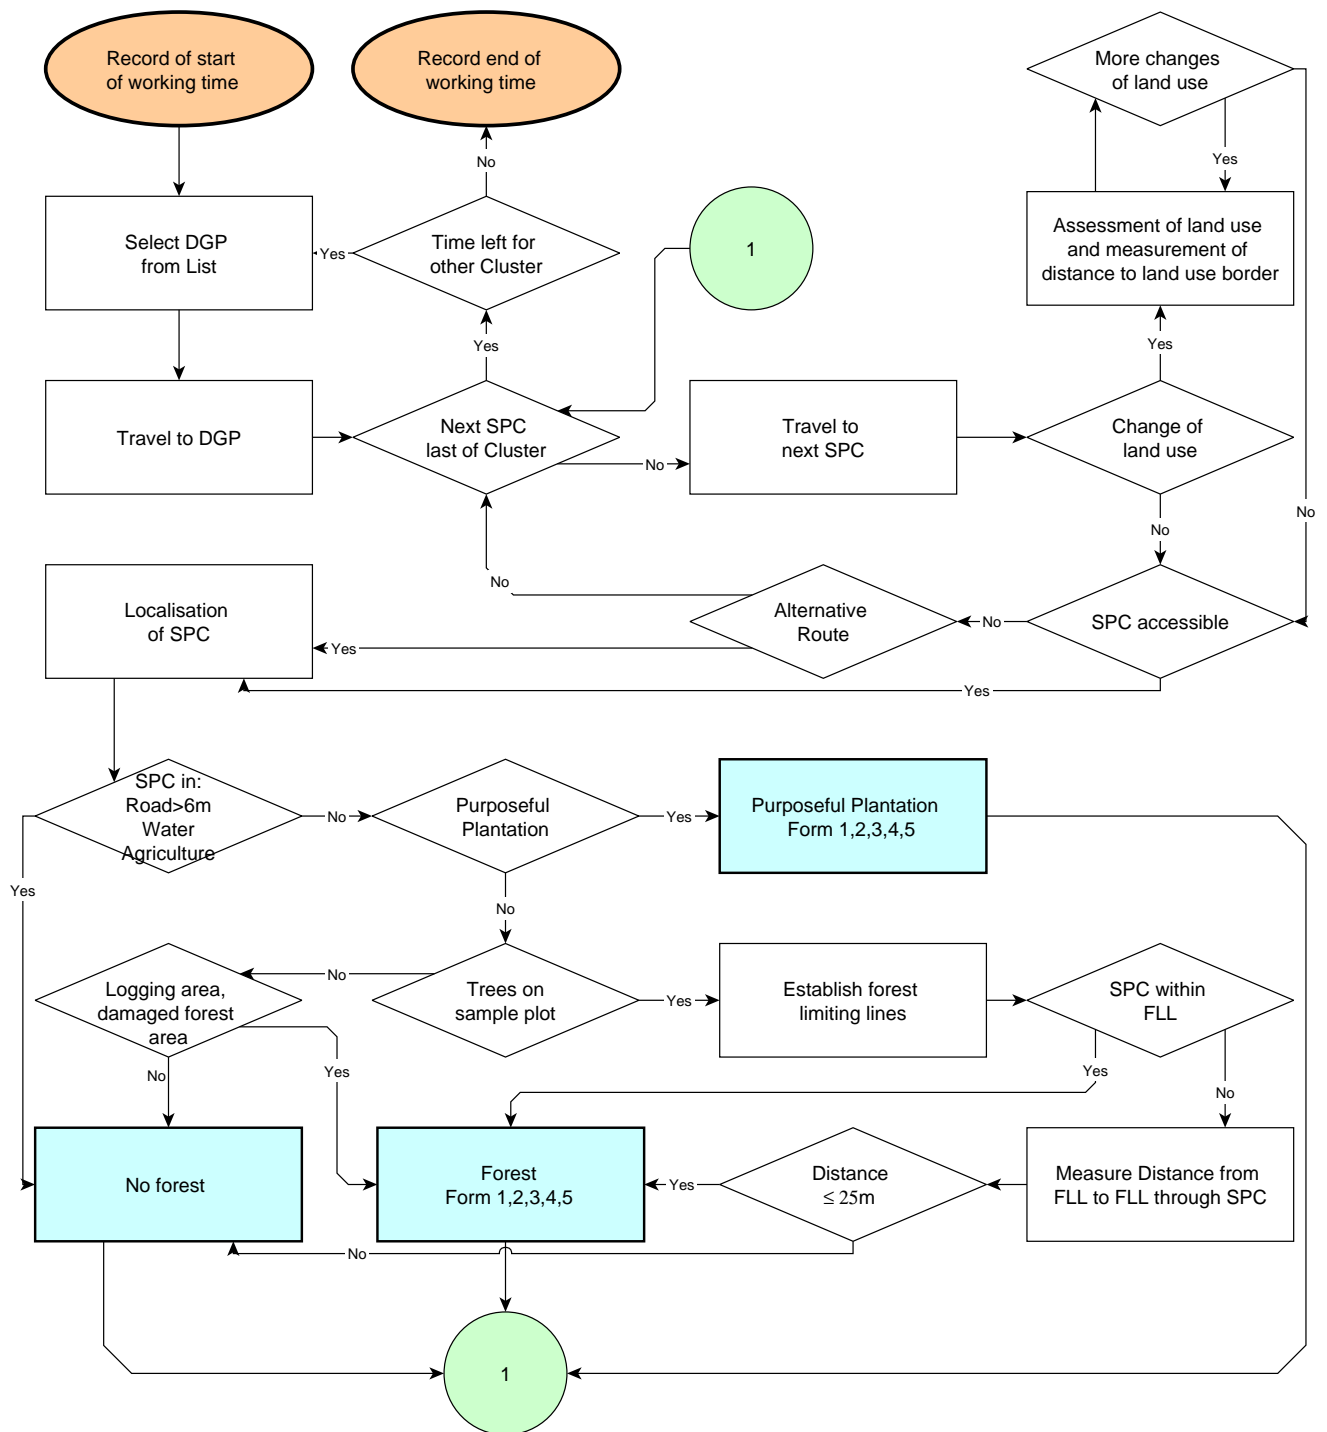 Record of start
of working time
Record end of
working time
More changes
of land use
No
Yes
Select DGP
from List
Yes
Time left for
other Cluster
1
Assessment of land use
and measurement of
distance to land use border
Yes
Yes
Travel to DGP
Next SPC
last of Cluster
No
Travel to
next SPC
Change of
land use
No
No
Localisation
of SPC
No
Alternative
Route
No
SPC accessible
Yes
Yes
SPC in:
Road>6m
Water
Agriculture
No
Purposeful
Plantation
Yes
Purposeful Plantation
Form 1,2,3,4,5
Yes
No
Logging area,
damaged forest
area
No
Trees on
sample plot
Yes
Establish forest
limiting lines
SPC within
FLL
No
Yes
Yes
No
No forest
Forest
Form 1,2,3,4,5
Yes
Distance
≤ 25m
Measure Distance from
FLL to FLL through SPC
No
1